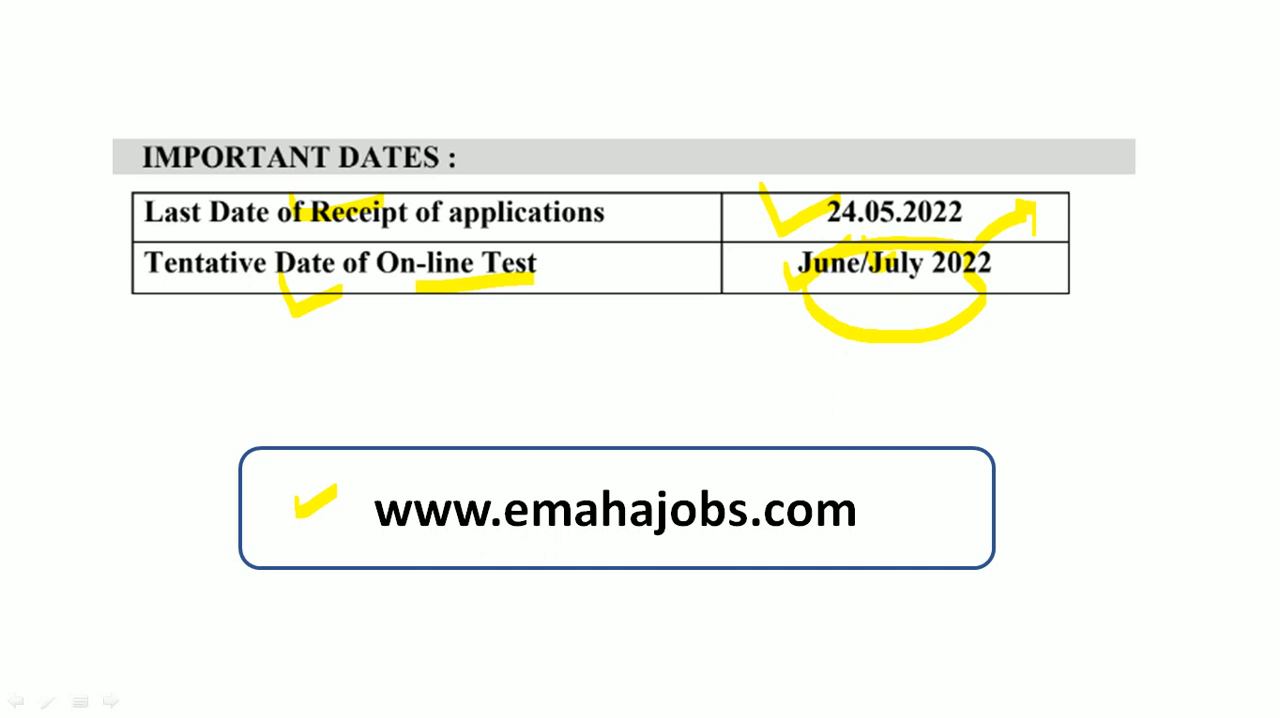 IMPORTANT DATES :
Last Date of Receipt of applications 24.05.2022
Tentative Date of On-line Test June/July 2022
www.emahajobs.com